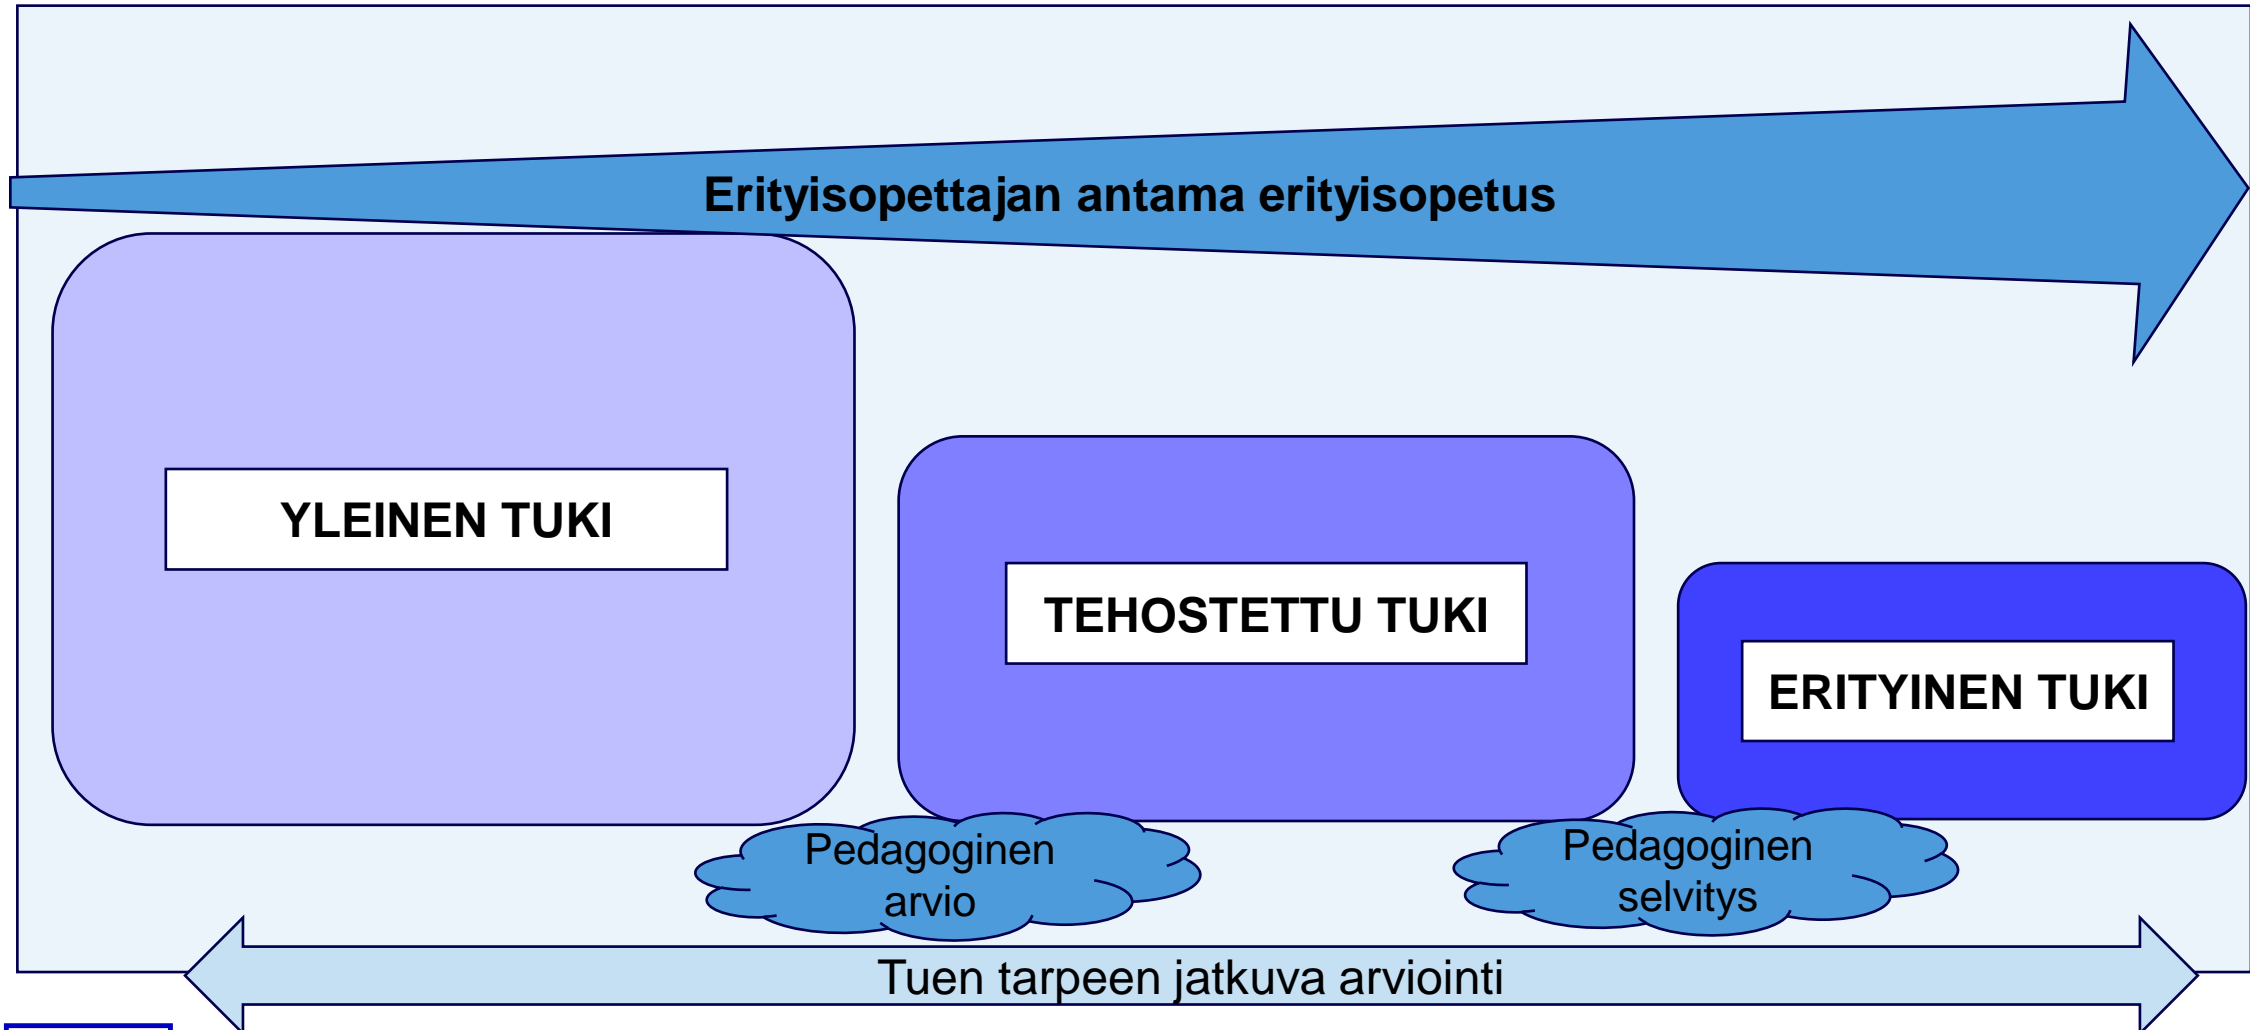 Erityisopettajan antama erityisopetus
YLEINEN TUKI
TEHOSTETTU TUKI
ERITYINEN TUKI
Pedagoginen
arvio
Pedagoginen
selvitys
Tuen tarpeen jatkuva arviointi